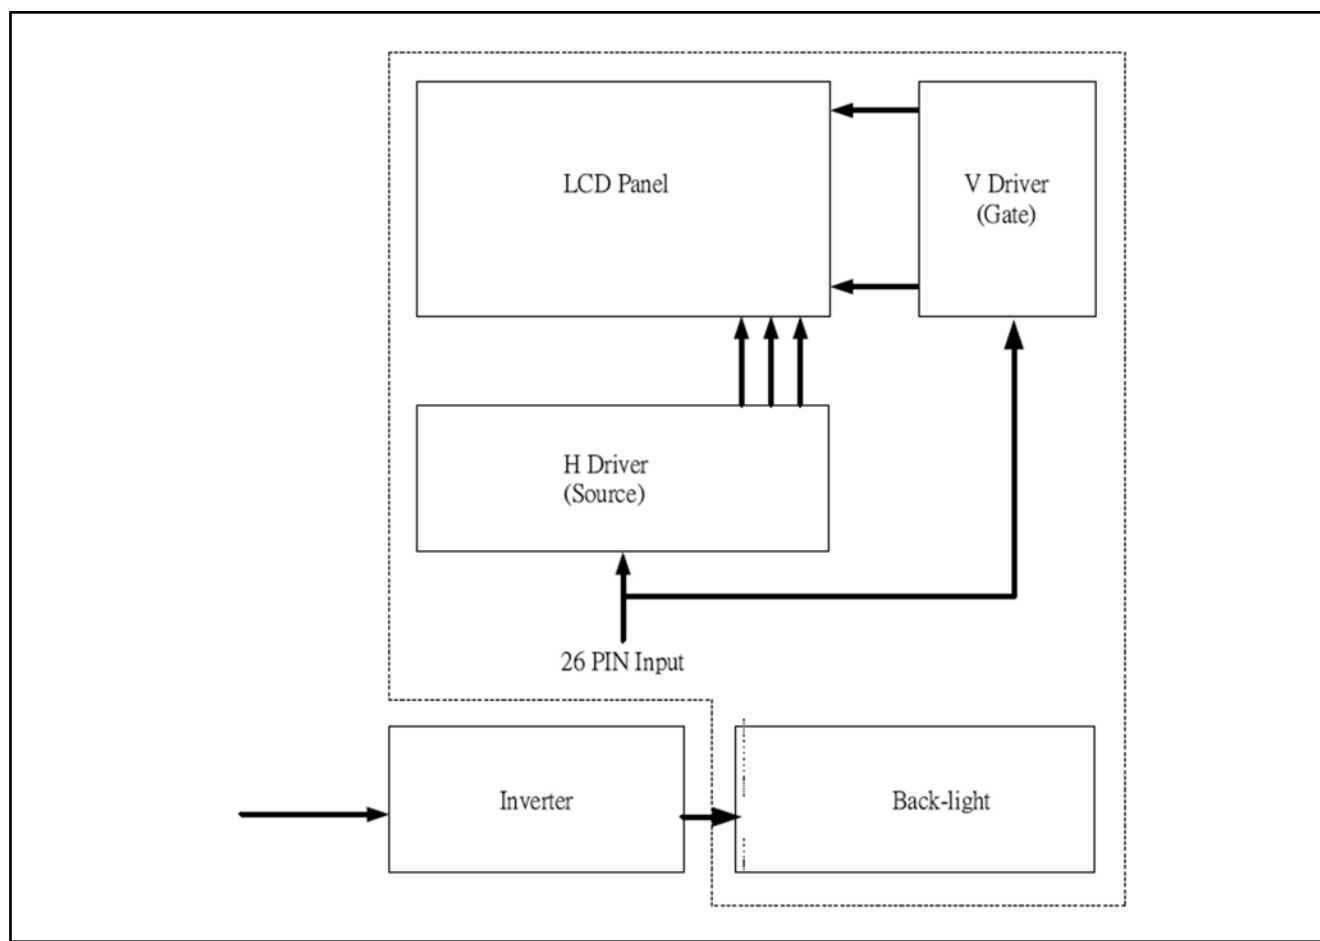 LCD Panel
V Driver
(Gate)
H Driver
(Source)
26 PIN Input
Inverter
Back-light